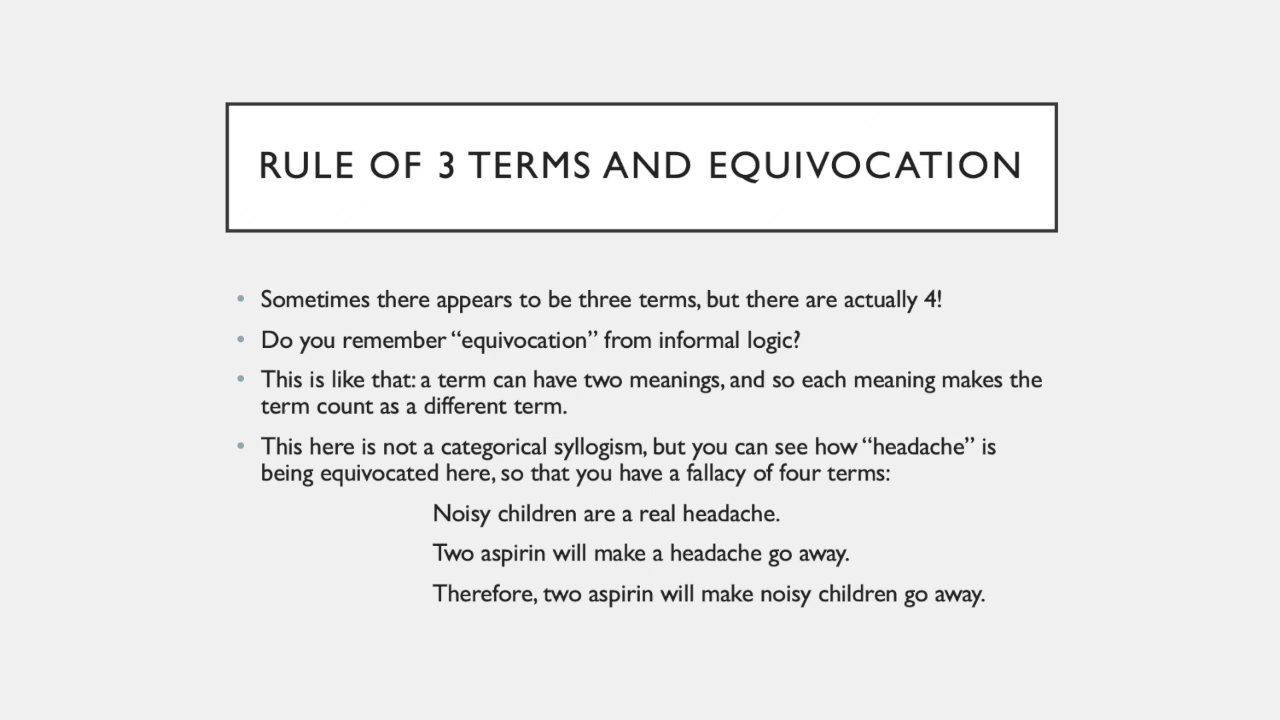 RULE OF 3 TERMS AND EQUIVOCATION
• Sometimes there appears to be three terms, but there are actually 4!
• Do you remember “equivocation” from informal logic?
• This is like that: a term can have two meanings, and so each meaning makes the
term count as a different term.
• This here is not a categorical syllogism, but you can see how “headache” is
being equivocated here, so that you have a fallacy of four terms:
Noisy children are a real headache.
Two aspirin will make a headache go away.
Therefore, two aspirin will make noisy children go away.